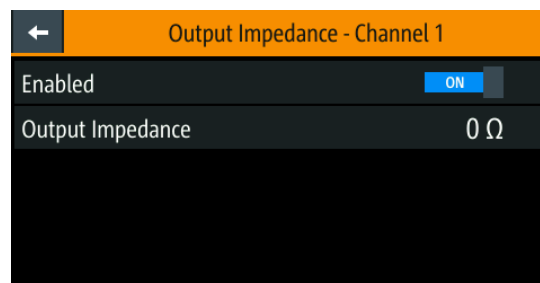 Output Impedance - Channel 1
Enabled ON
Output Impedance 0 Ω